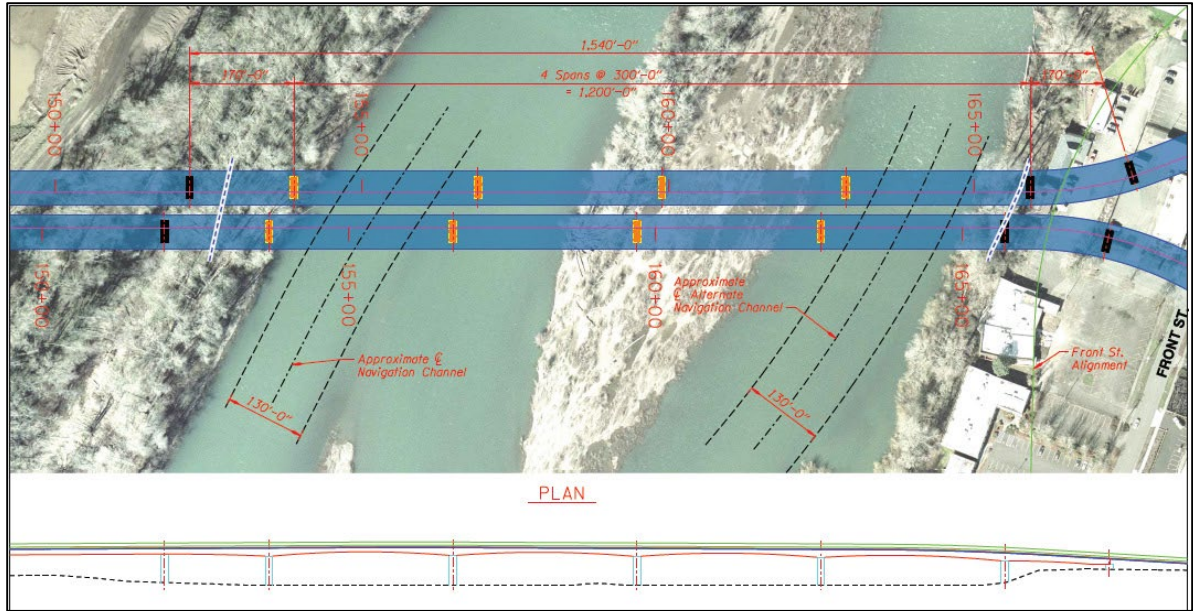 1,540'-0"
170'-0"
4 Spans @ 300'-0"
= 1,200'-0"
170'-0"
150+00
155+00
160+00
165+00
150+00
155+00
160+00
165+00
Approximate
℄ Alternate
Navigation Channel
Approximate ℄
Navigation Channel
130'-0"
130'-0"
Front St.
Alignment
FRONT ST.
PLAN